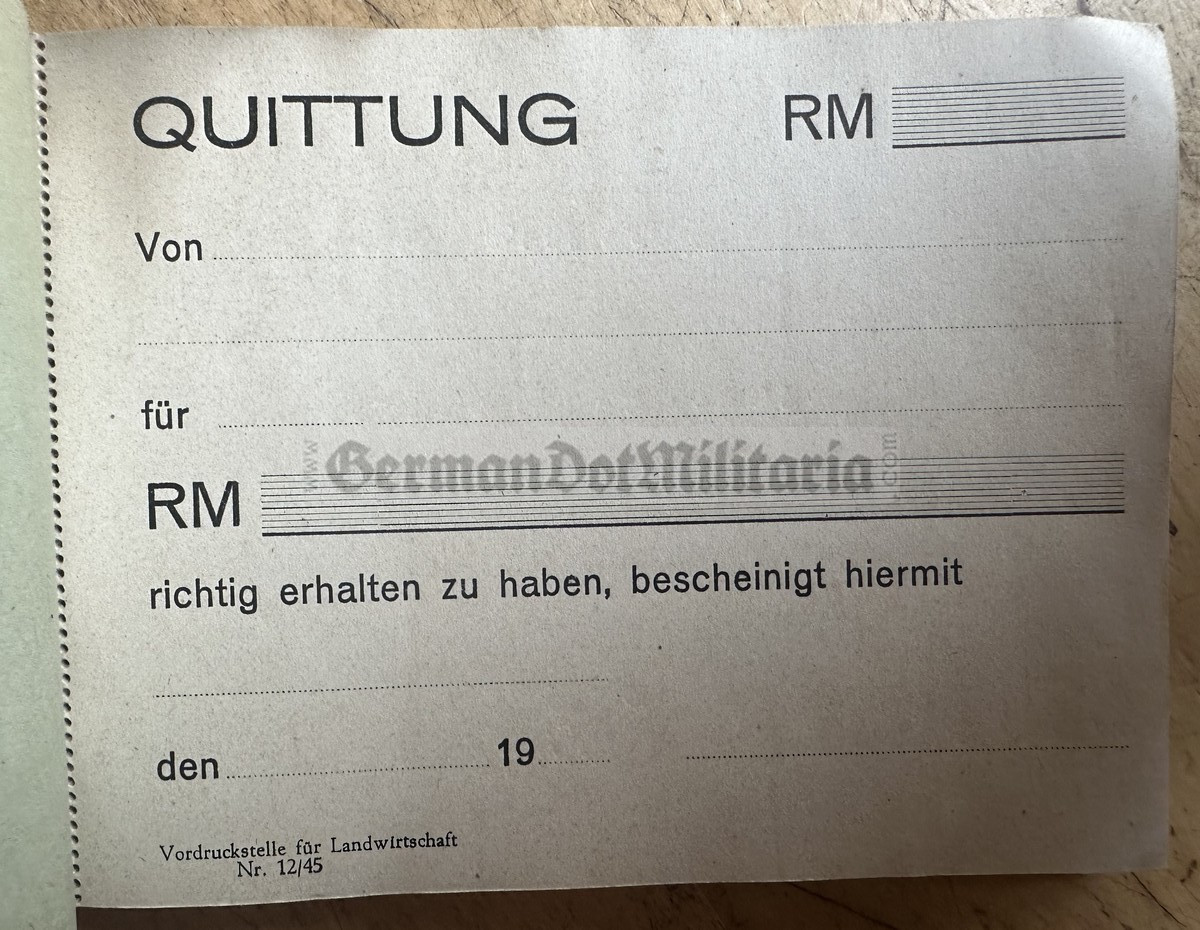 QUITTUNG RM
Von
für
www. GermanDotMilitaria .com
RM
richtig erhalten zu haben, bescheinigt hiermit
den 19
Vordruckstelle für Landwirtschaft
Nr. 12/45